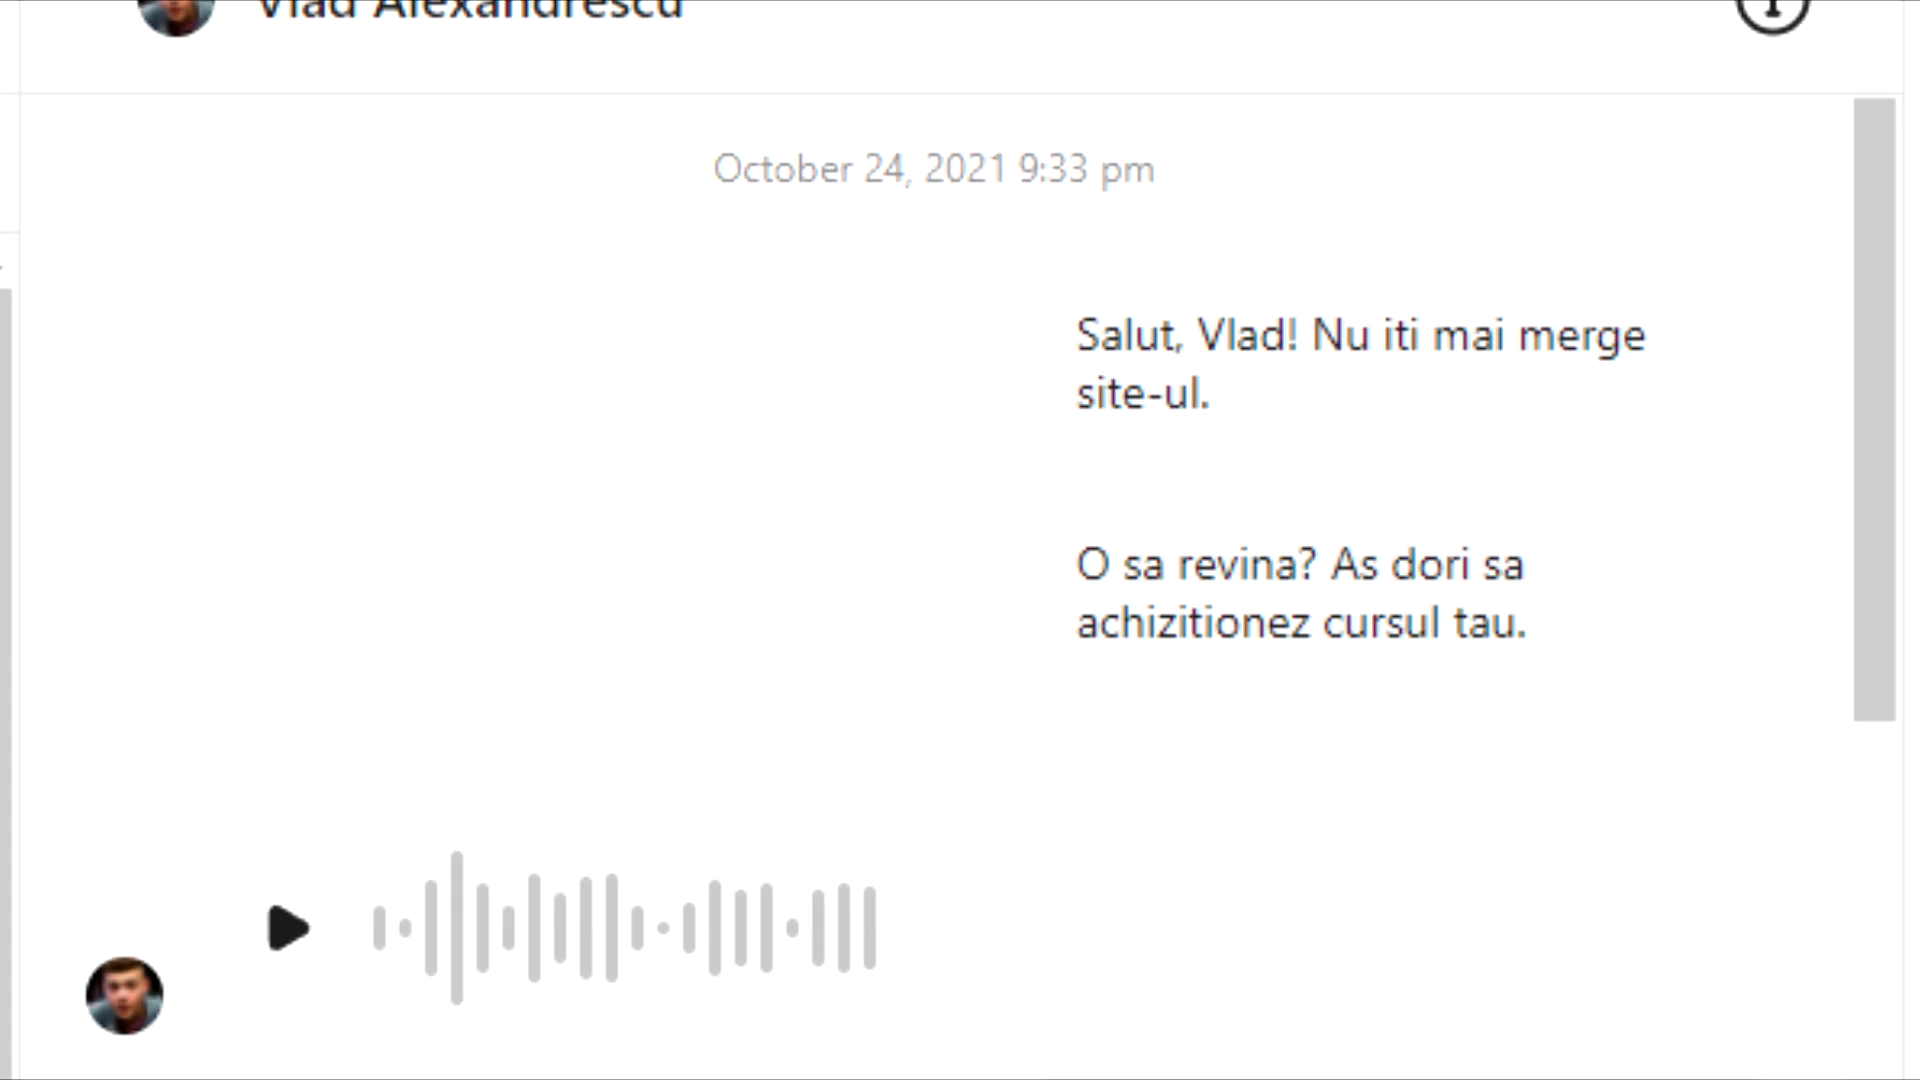 Vlad Alexandrescu
October 24, 2021 9:33 pm
Salut, Vlad! Nu iti mai merge
site-ul.
O sa revina? As dori sa
achizitionez cursul tau.